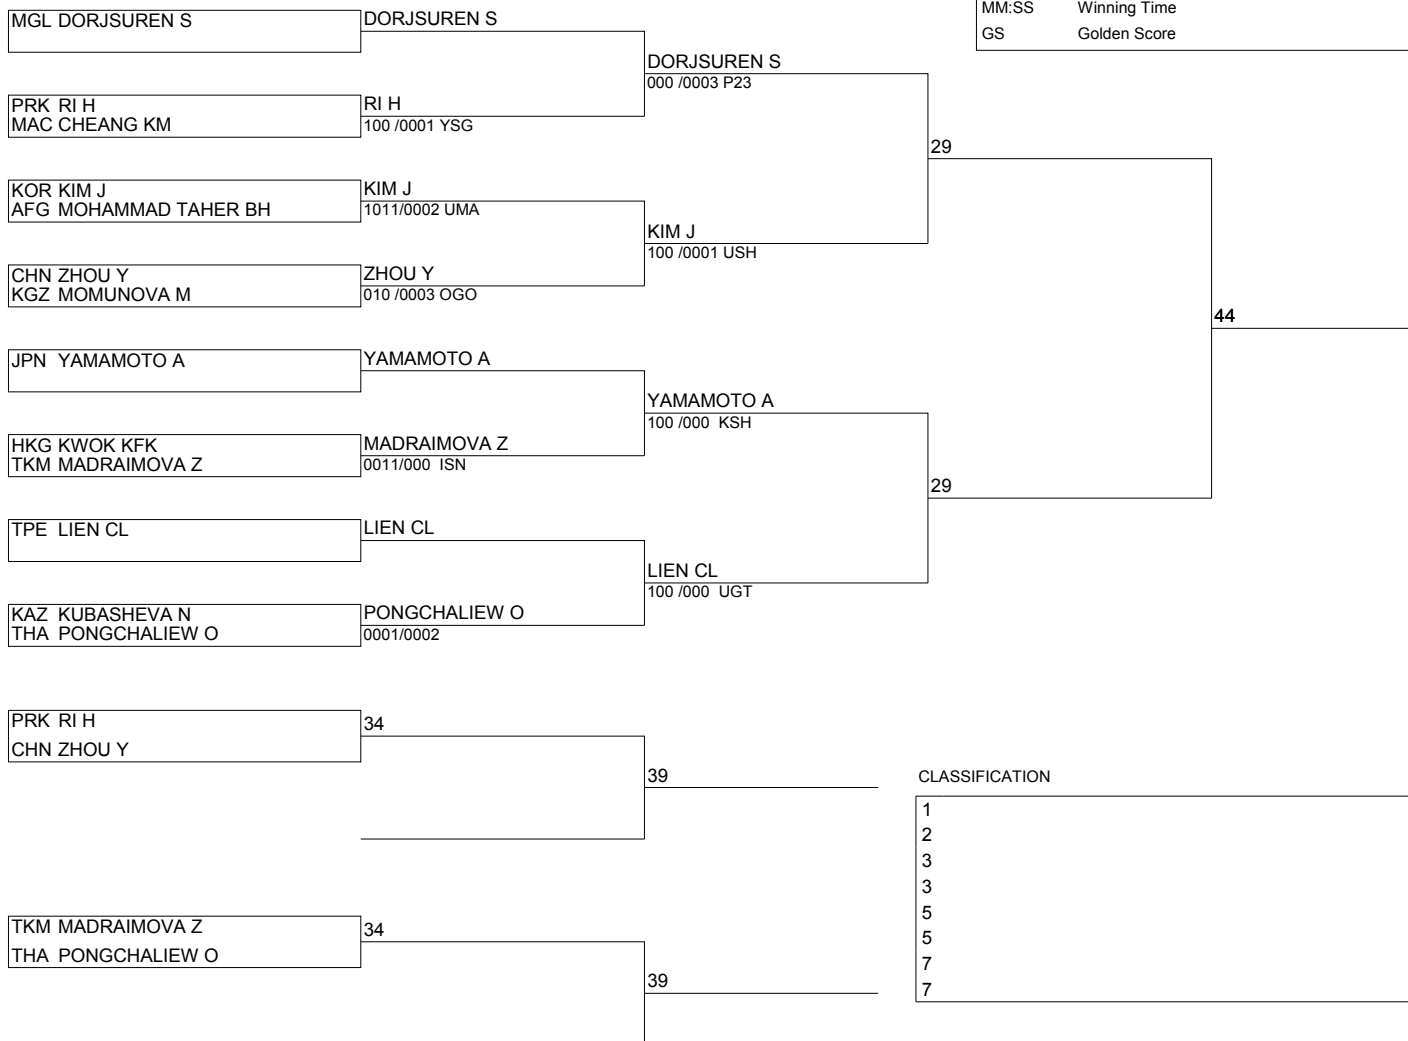 MM:SS Winning Time
GS Golden Score
MGL DORJSUREN S
DORJSUREN S
DORJSUREN S
000 /0003 P23
PRK RI H
MAC CHEANG KM
RI H
100 /0001 YSG
29
KOR KIM J
AFG MOHAMMAD TAHER BH
KIM J
1011/0002 UMA
KIM J
100 /0001 USH
CHN ZHOU Y
KGZ MOMUNOVA M
ZHOU Y
010 /0003 OGO
44
JPN YAMAMOTO A
YAMAMOTO A
YAMAMOTO A
100 /000 KSH
HKG KWOK KFK
TKM MADRAIMOVA Z
MADRAIMOVA Z
0011/000 ISN
29
TPE LIEN CL
LIEN CL
LIEN CL
100 /000 UGT
KAZ KUBASHEVA N
THA PONGCHALIEW O
PONGCHALIEW O
0001/0002
PRK RI H
CHN ZHOU Y
34
39
CLASSIFICATION
1
2
3
3
5
5
7
7
TKM MADRAIMOVA Z
THA PONGCHALIEW O
34
39